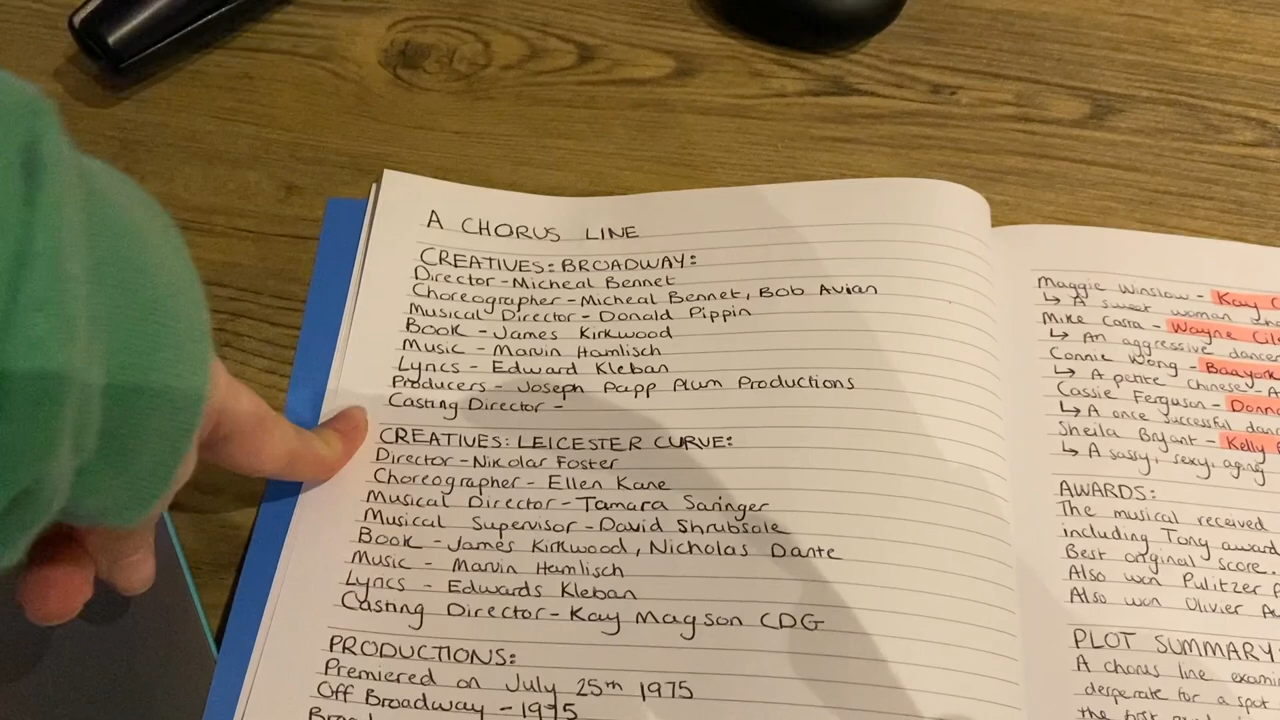 A CHORUS LINE
CREATIVES: BROADWAY:
Director - Micheal Bennet
Choreographer - Micheal Bennet, Bob Avian
Musical Director - Donald Pippin
Book - James Kirkwood
Music - Marvin Hamlisch
Lyrcs - Edward Kleban
Producers - Joseph Papp Plum Productions
Casting Director -
CREATIVES: LEICESTER CURVE:
Director - Nikolar Foster
Choreographer - Ellen Kane
Musical Director - Tamara Saringer
Musical Supervisor - David Shrubsole
Book - James Kirkwood, Nicholas Dante
Music - Marvin Hamlisch
Lyrcs - Edwards Kleban
Casting Director - Kay Magson CDG
PRODUCTIONS:
Premiered on July 25th 1975
Off Broadway - 1975
Maggie Winslow - Kay
↳ A sweet woman
Mike Costa - Wayne
↳ An aggressive dancer
Connie Wong - Baayork
↳ A petite Chinese-A
Cassie Ferguson - Donn
↳ A once successful danc
Sheila Bryant - Kelly
↳ A sassy, sexy, aging
AWARDS:
The musical received
including Tony award
Best original score.
Also won Pulitzer
Also won Olivier
PLOT SUMMARY:
A chorus line exami
desperate for a spot
the